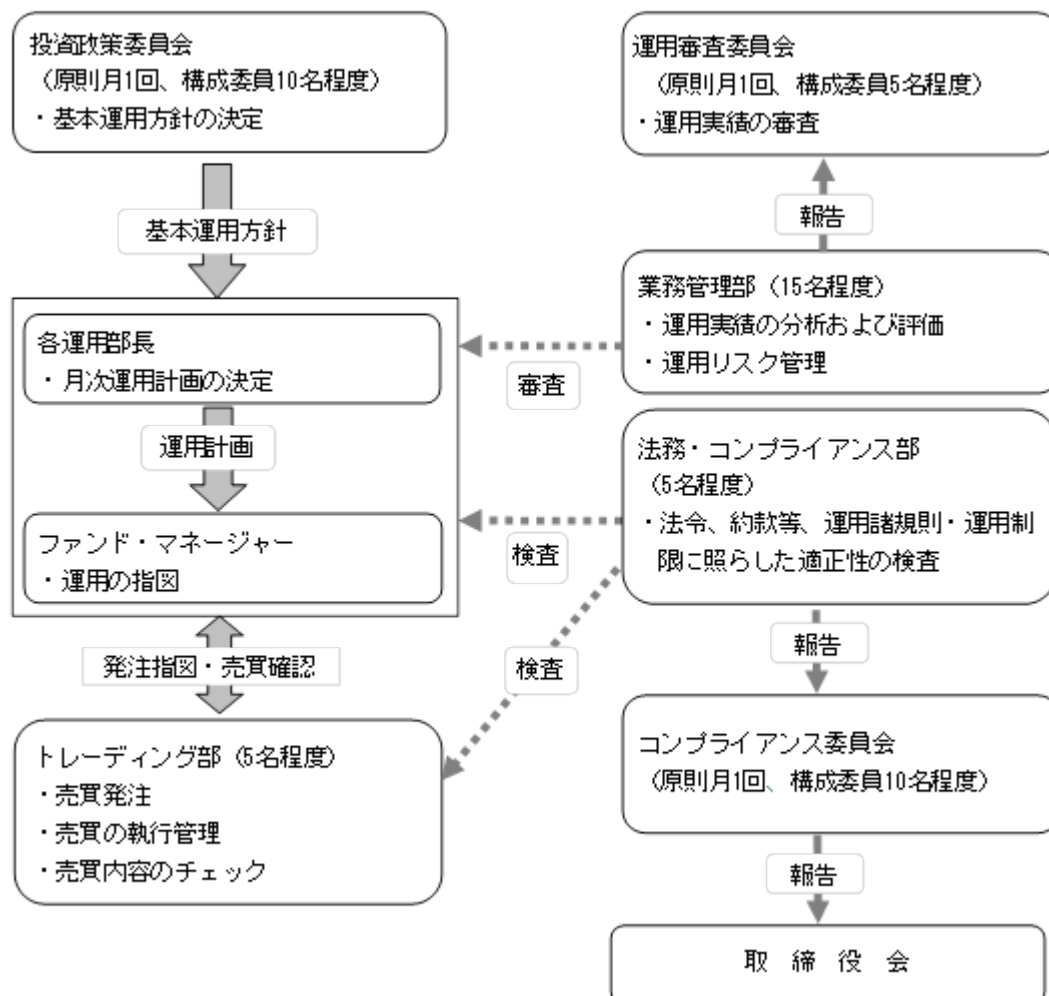 投資政策委員会
（原則月1回、構成委員10名程度）
・基本運用方針の決定
基本運用方針
各運用部長
・月次運用計画の決定
運用計画
ファンド・マネージャー
・運用の指図
発注指図・売買確認
トレーディング部（5名程度）
・売買発注
・売買の執行管理
・売買内容のチェック
運用審査委員会
（原則月1回、構成委員5名程度）
・運用実績の審査
報告
業務管理部（15名程度）
・運用実績の分析および評価
・運用リスク管理
審査
法務・コンプライアンス部
（5名程度）
・法令、約款等、運用諸規則・運用制
限に照らした適正性の検査
検査
検査
報告
コンプライアンス委員会
（原則月1回、構成委員10名程度）
報告
取 締 役 会